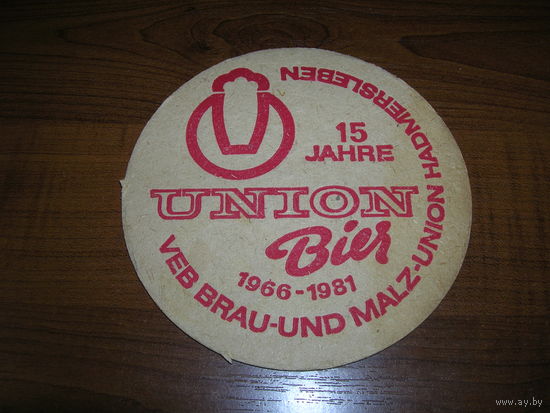 15
JAHRE
UNION
Bier
1966-1981
VEB BRAU-UND MALZ-UNION HADMERSLEBEN
© www.ay.by